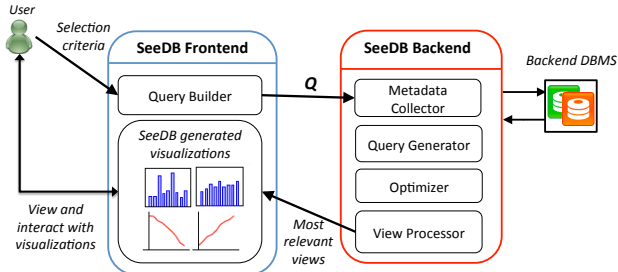 User
Selection
criteria
SeeDB Frontend
SeeDB Backend
Backend DBMS
Query Builder
Q
Metadata
Collector
SeeDB generated
visualizations
Query Generator
Optimizer
View Processor
View and
interact with
visualizations
Most
relevant
views